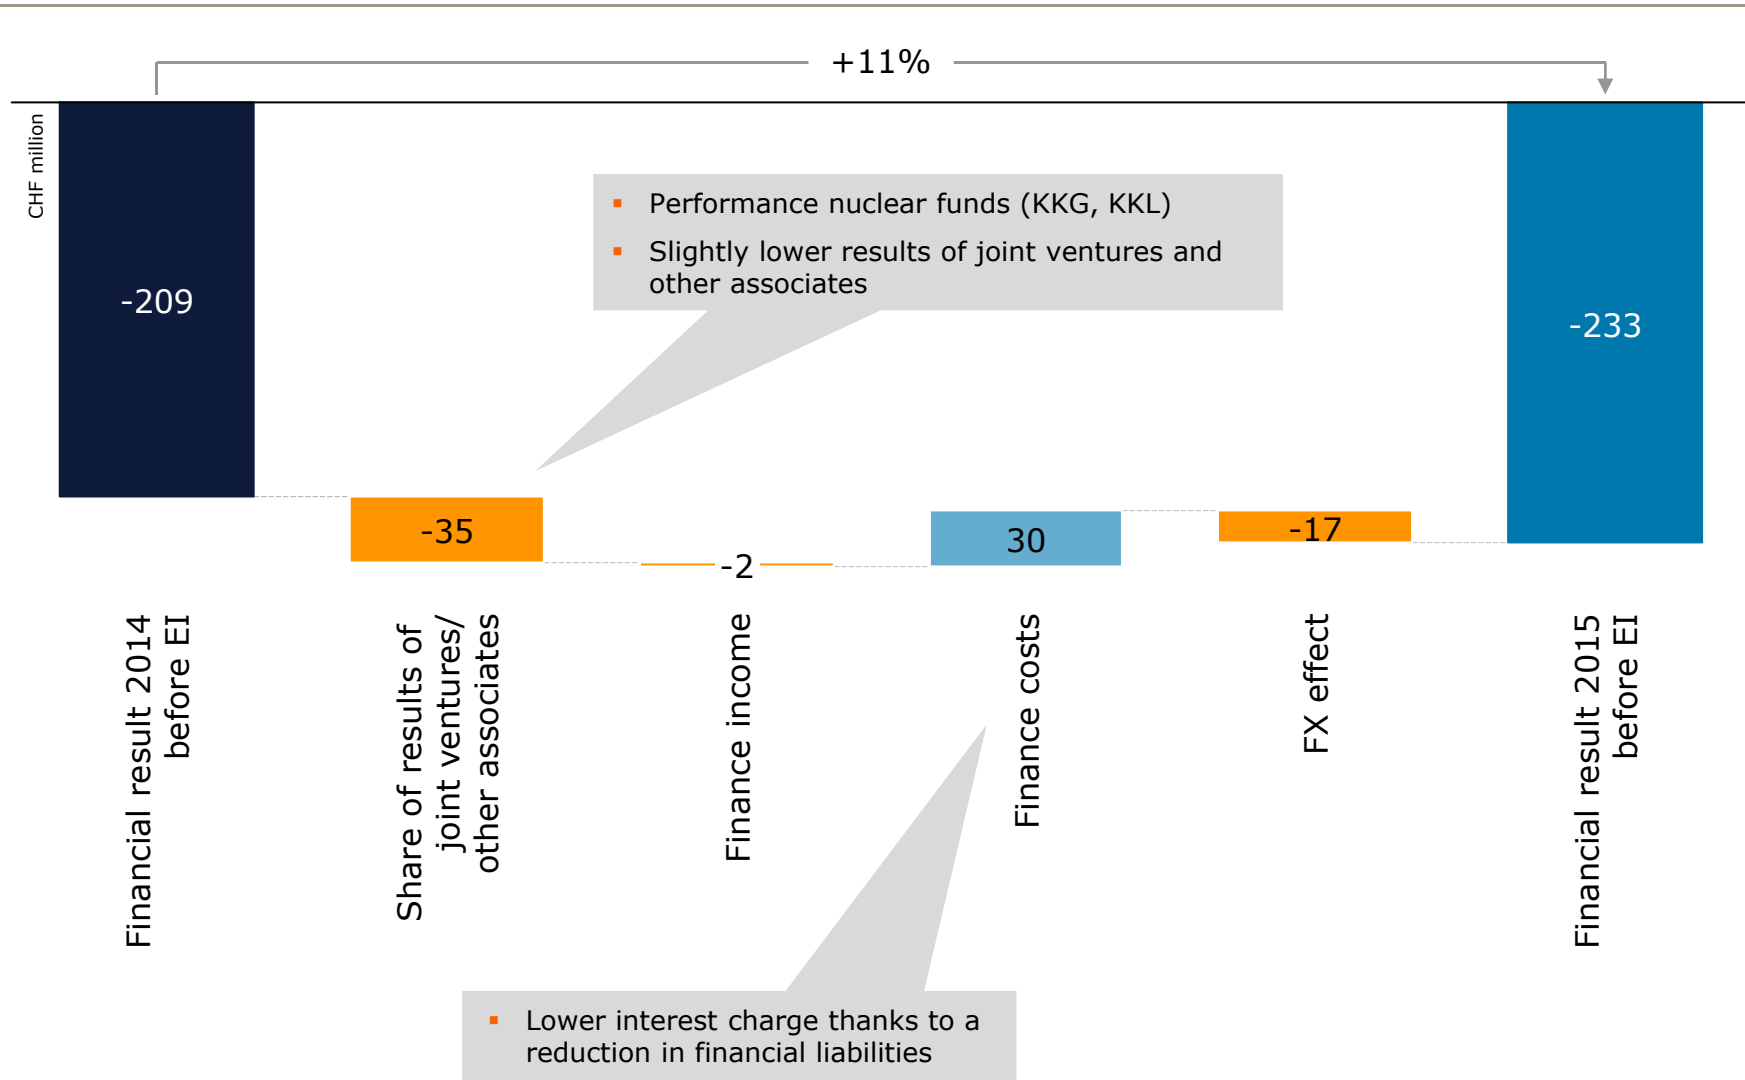 +11%
CHF million
▪ Performance nuclear funds (KKG, KKL)
▪ Slightly lower results of joint ventures and
other associates
-209
-233
-35
-2
30
-17
Financial result 2014
before EI
Share of results of
joint ventures/
other associates
Finance income
Finance costs
FX effect
Financial result 2015
before EI
▪ Lower interest charge thanks to a
reduction in financial liabilities